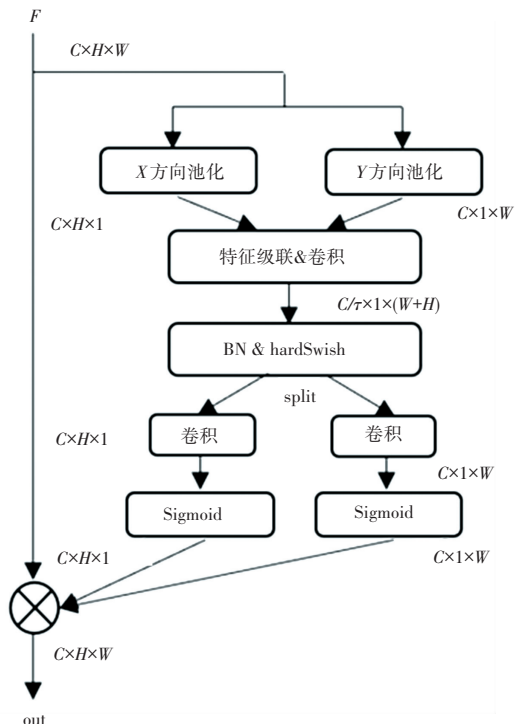 F
C×H×W
X方向池化
Y方向池化
C×H×1
C×1×W
特征级联&卷积
C/τ×1×(W+H)
BN & hardSwish
split
C×H×1
卷积
卷积
C×1×W
Sigmoid
Sigmoid
C×H×1
C×1×W
C×H×W
out